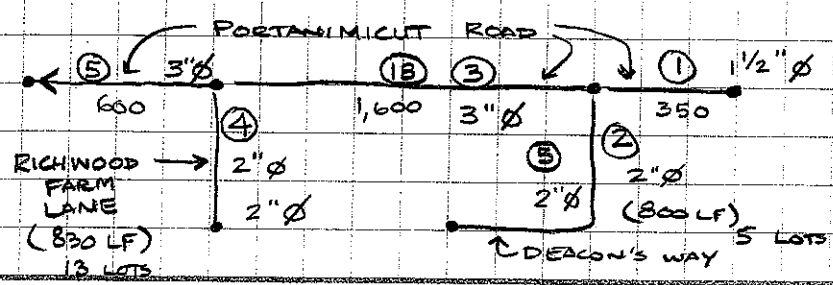 PORTANIMICUT ROAD
⑤ 3"Ø 1B ③ ① 1 1/2" Ø
600 1,600 3"Ø 350
④ ②
RICHWOOD 2"Ø 5 2"Ø
FARM 2"Ø
LANE 2"Ø (800 LF)
(830 LF) DEACON'S WAY 5 LOTS
13 LOTS